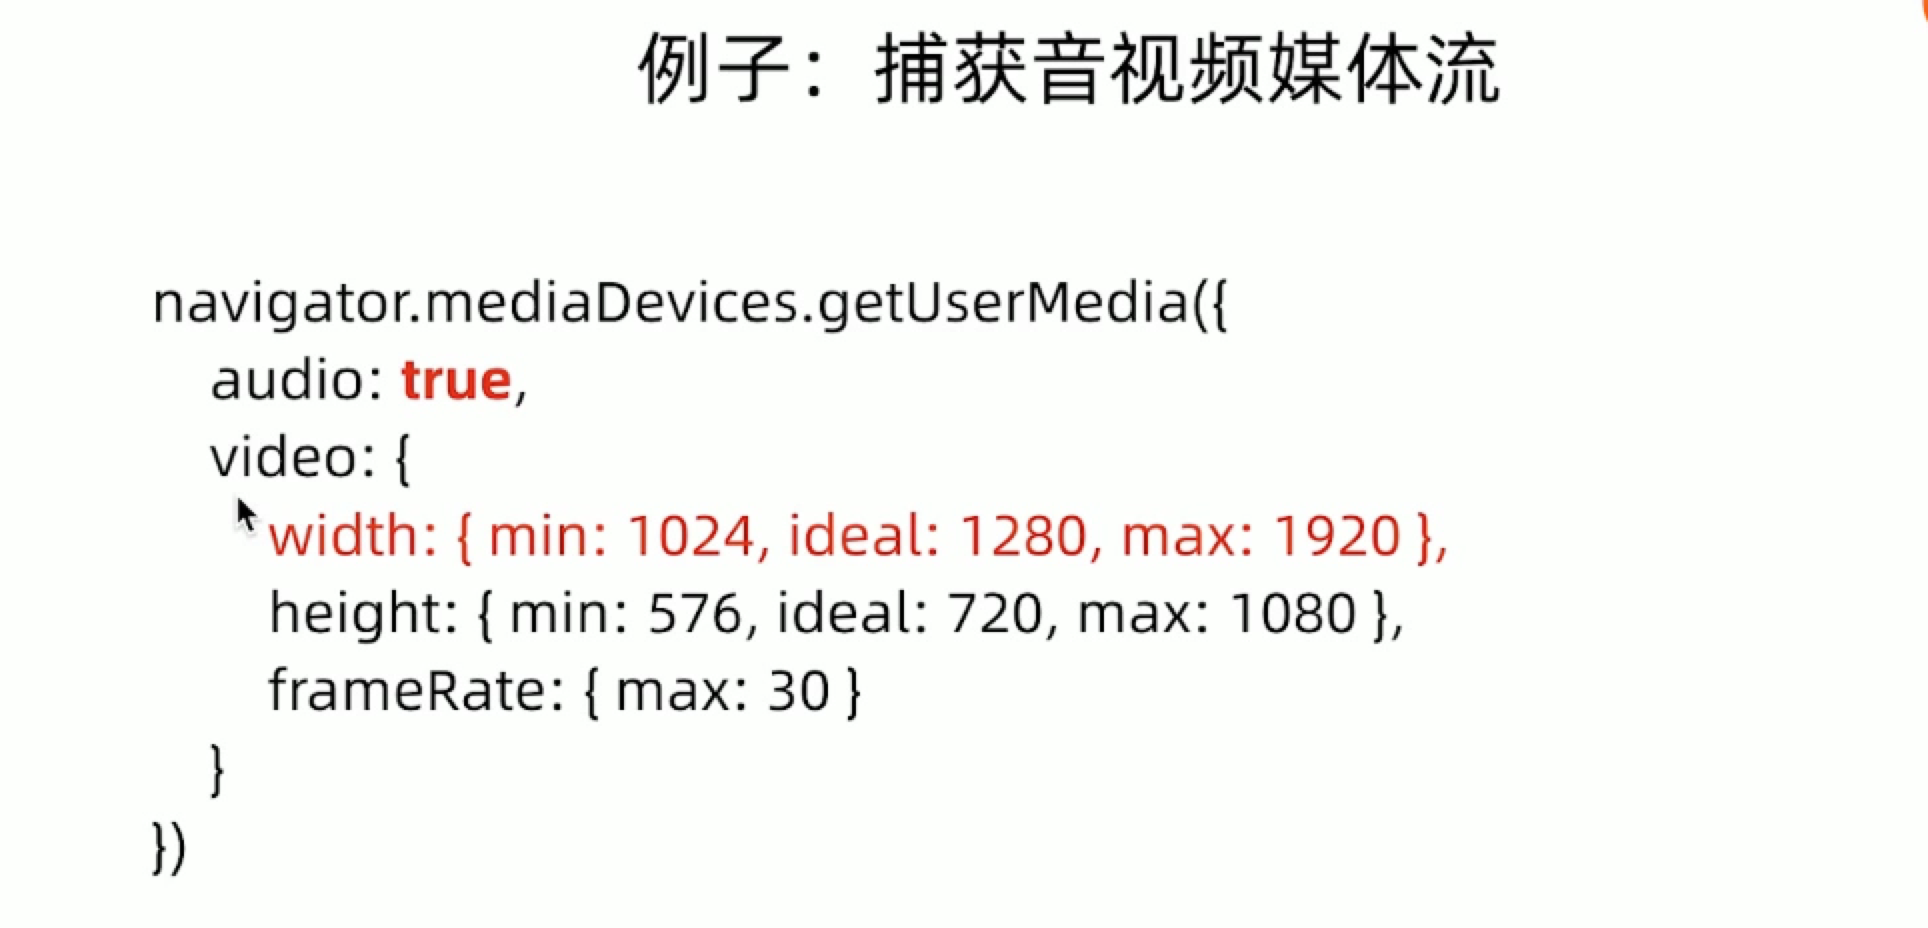 例子：捕获音视频媒体流
navigator.mediaDevices.getUserMedia({
audio: true,
video: {
width: { min: 1024, ideal: 1280, max: 1920 },
height: { min: 576, ideal: 720, max: 1080 },
frameRate: { max: 30 }
}
})